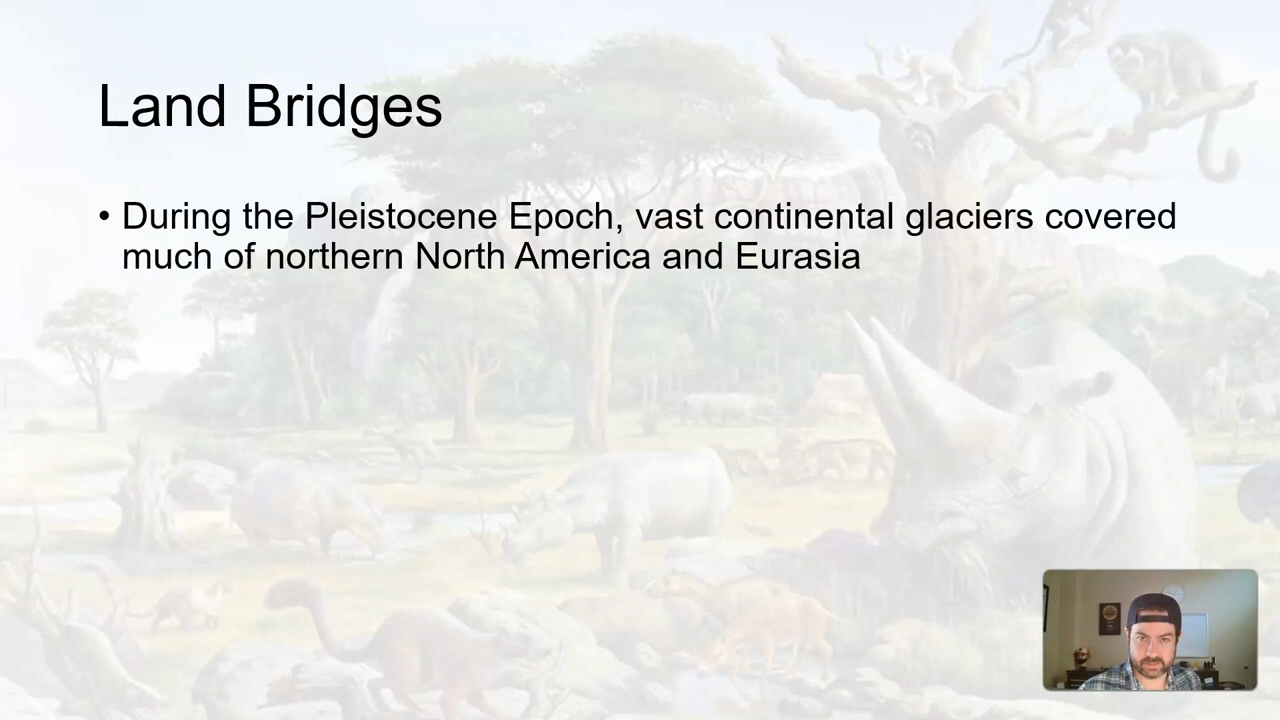 Land Bridges
• During the Pleistocene Epoch, vast continental glaciers covered
much of northern North America and Eurasia